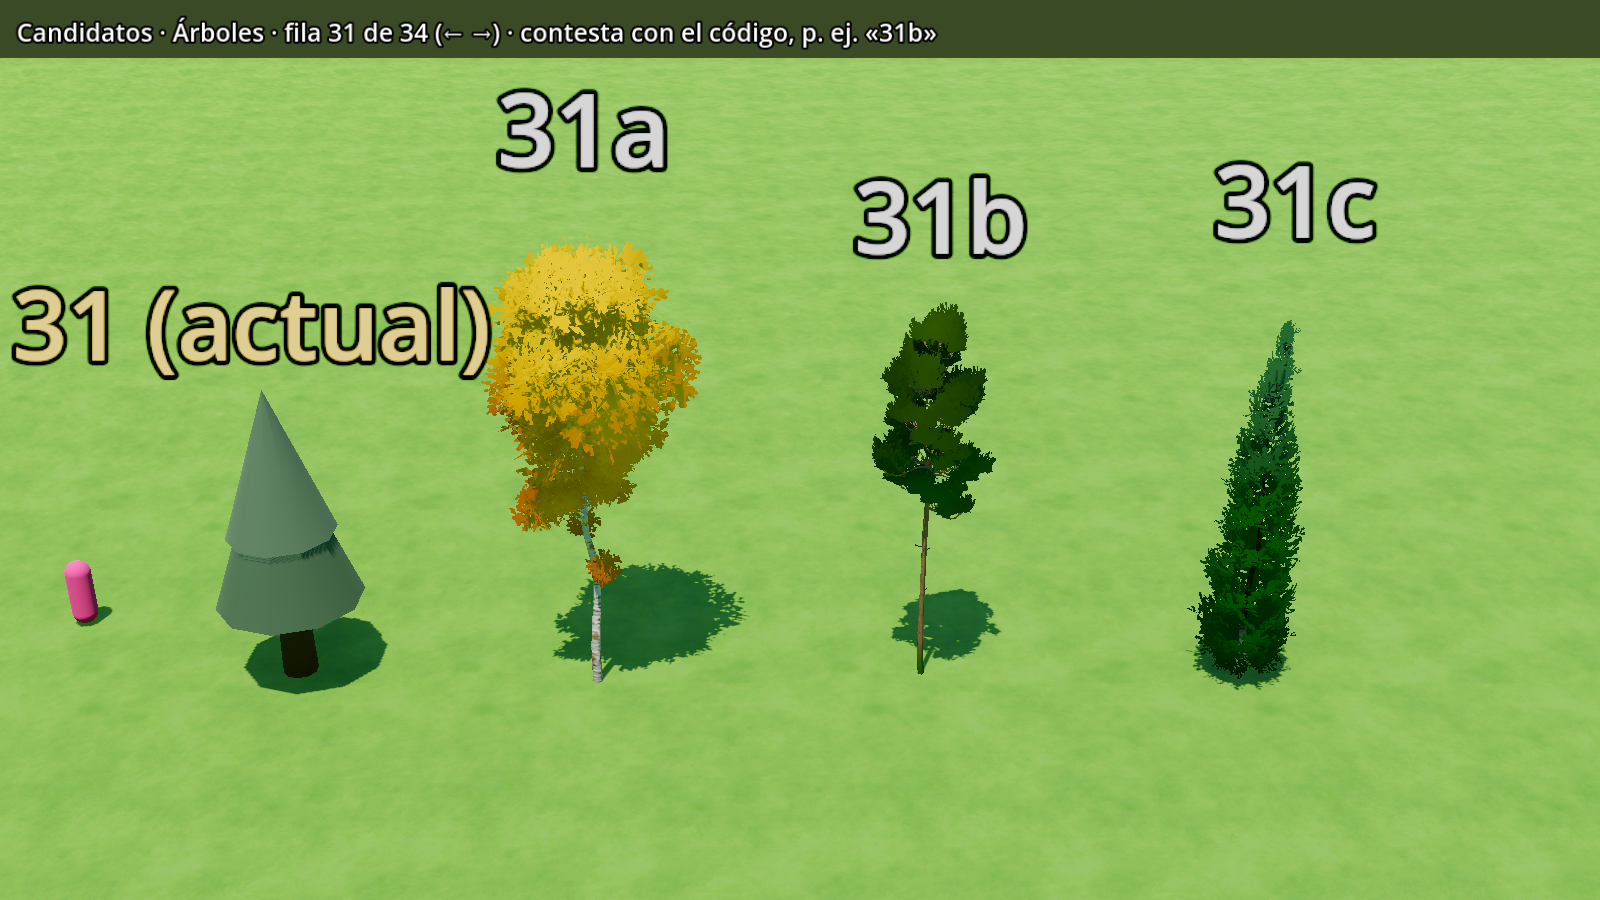 Candidatos · Árboles · fila 31 de 34 (← →) · contesta con el código, p. ej. «31b»
31a
31b
31c
31 (actual)